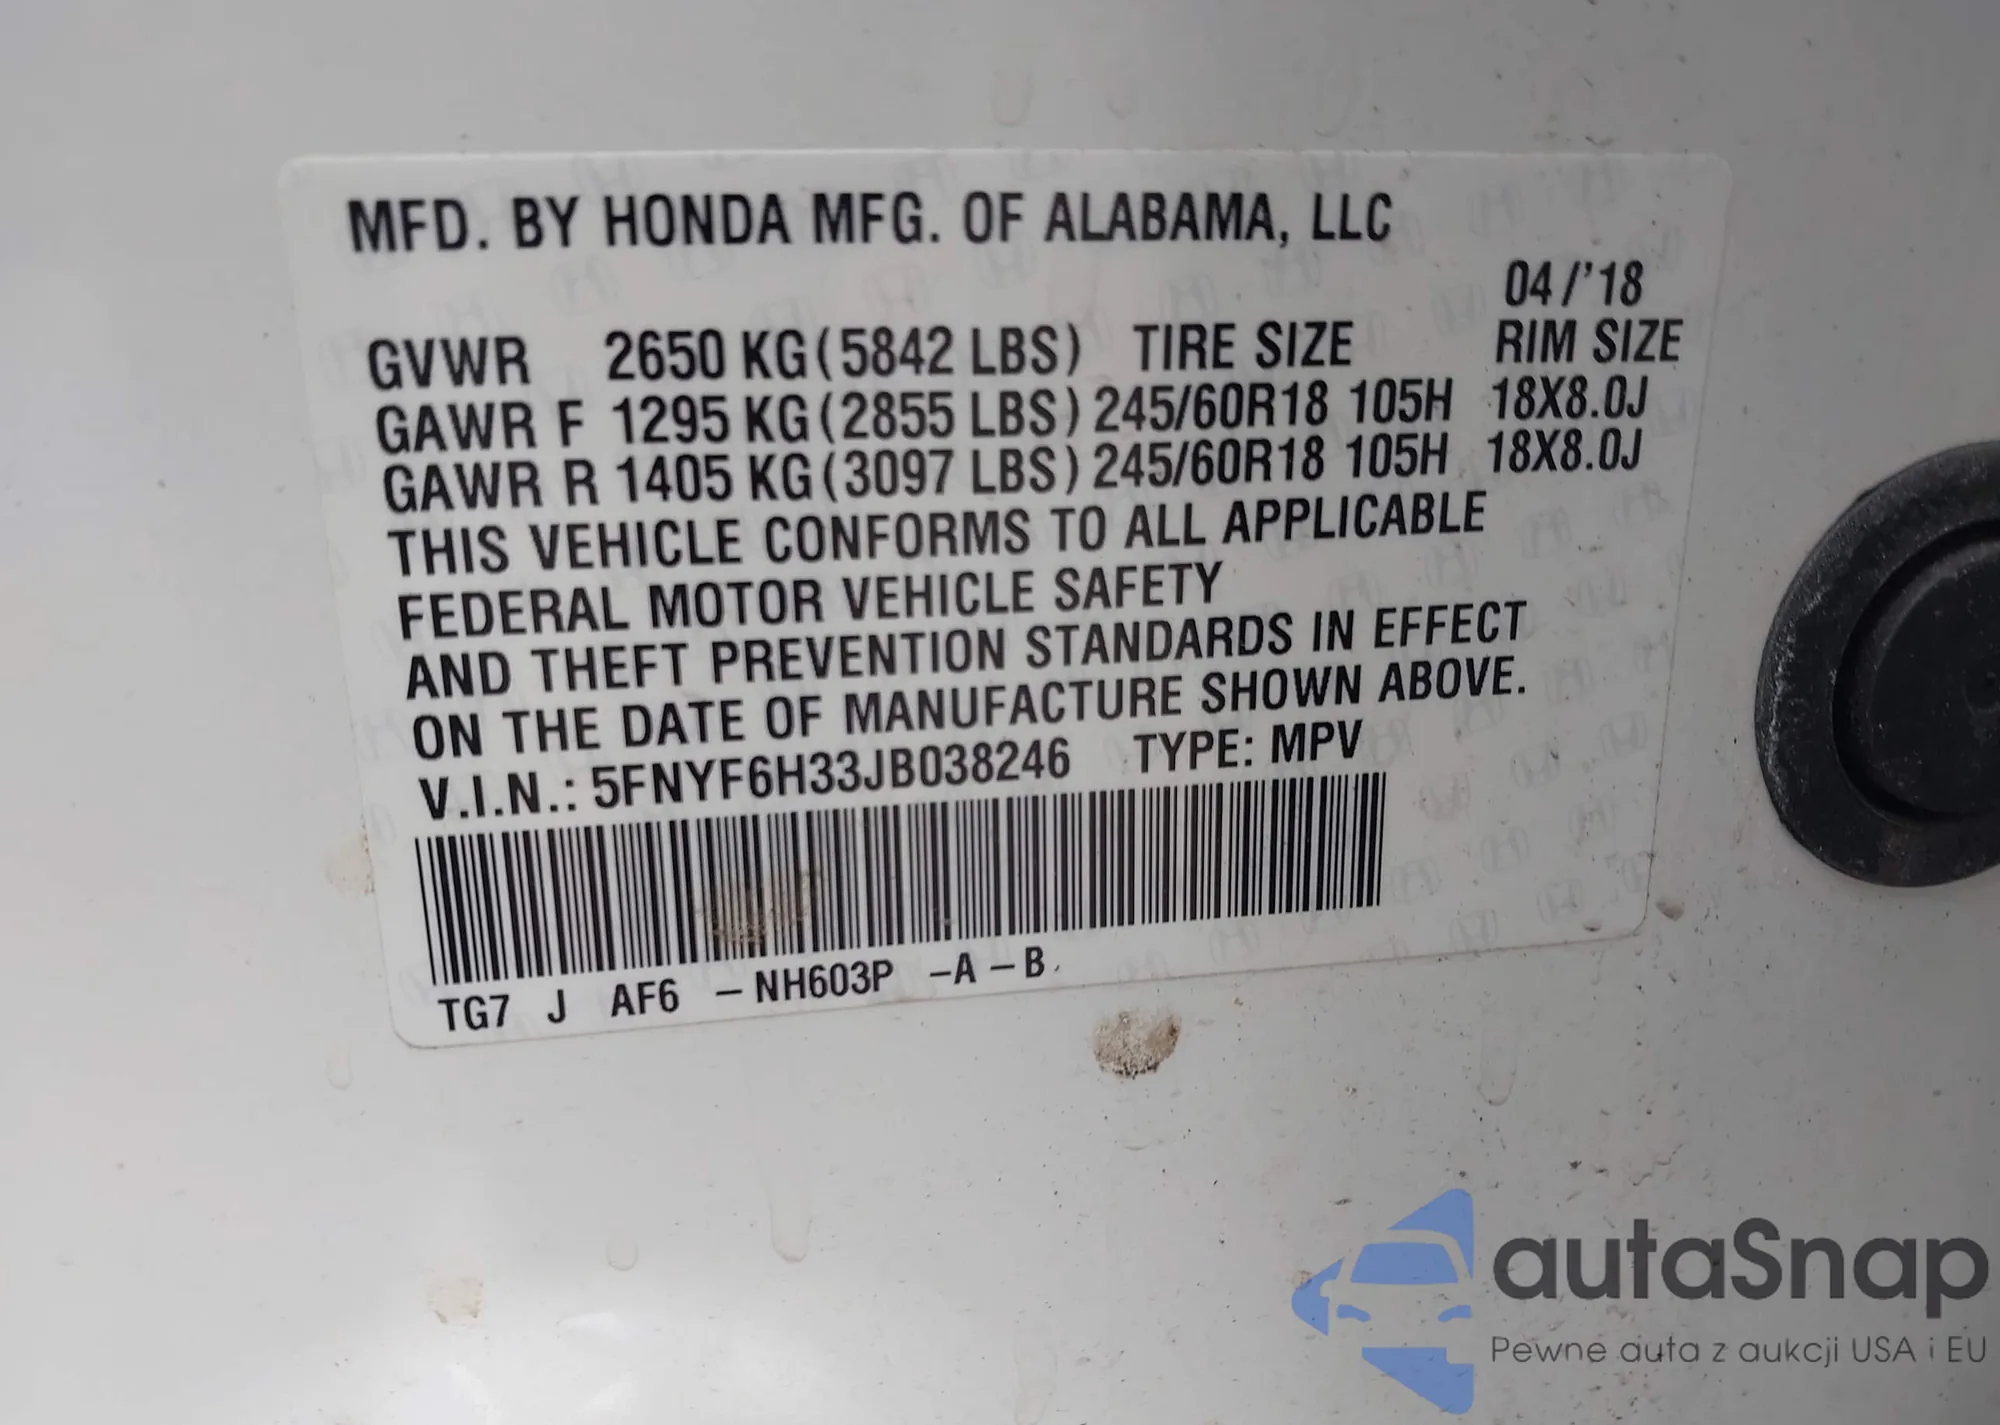 MFD. BY HONDA MFG. OF ALABAMA, LLC
04/'18
GVWR 2650 KG(5842 LBS) TIRE SIZE RIM SIZE
GAWR F 1295 KG(2855 LBS) 245/60R18 105H 18X8.0J
GAWR R 1405 KG(3097 LBS) 245/60R18 105H 18X8.0J
THIS VEHICLE CONFORMS TO ALL APPLICABLE
FEDERAL MOTOR VEHICLE SAFETY
AND THEFT PREVENTION STANDARDS IN EFFECT
ON THE DATE OF MANUFACTURE SHOWN ABOVE.
V.I.N.: 5FNYF6H33JB038246 TYPE: MPV
TG7 J AF6 –NH603P –A –B
autaSnap
Pewne auta z aukcji USA i EU